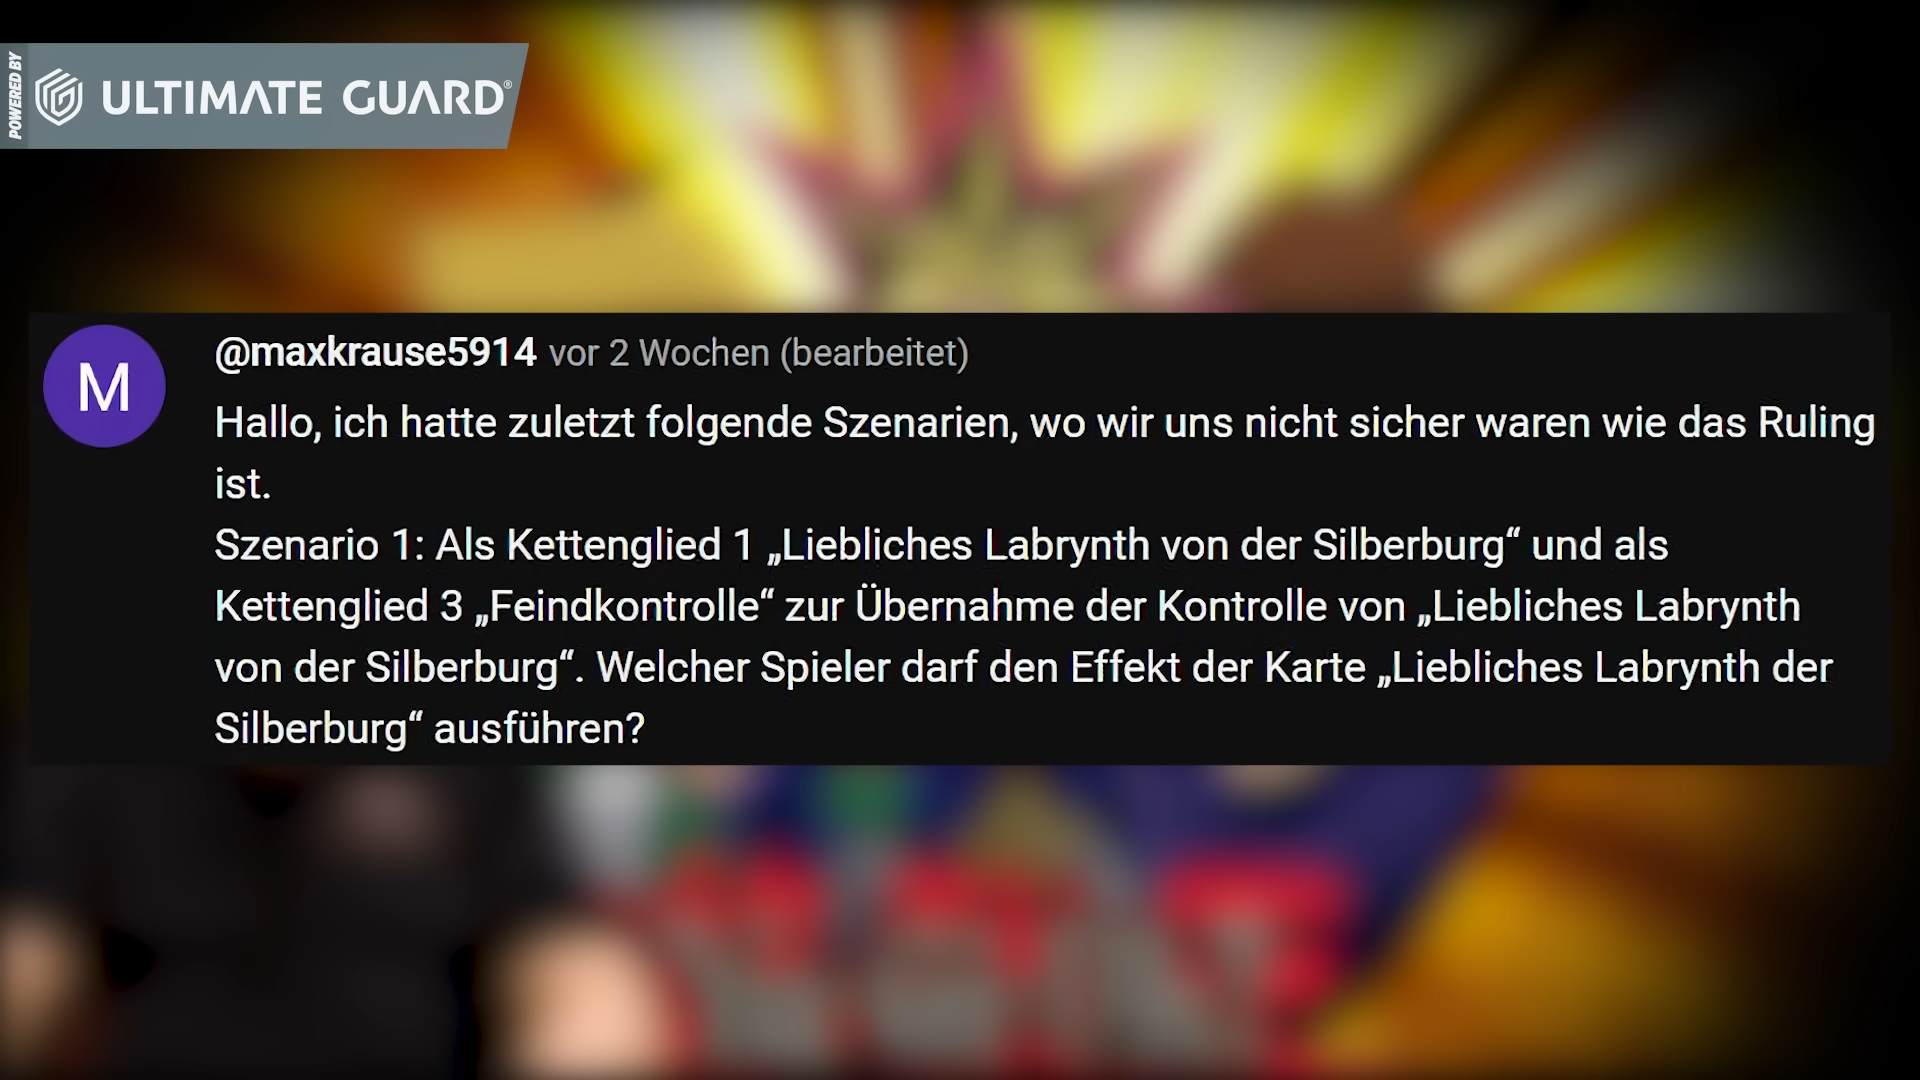 POWERED BY
ULTIMATE GUARD®
M
@maxkrause5914 vor 2 Wochen (bearbeitet)
Hallo, ich hatte zuletzt folgende Szenarien, wo wir uns nicht sicher waren wie das Ruling
ist.
Szenario 1: Als Kettenglied 1 „Liebliches Labrynth von der Silberburg“ und als
Kettenglied 3 „Feindkontrolle“ zur Übernahme der Kontrolle von „Liebliches Labrynth
von der Silberburg“. Welcher Spieler darf den Effekt der Karte „Liebliches Labrynth der
Silberburg“ ausführen?